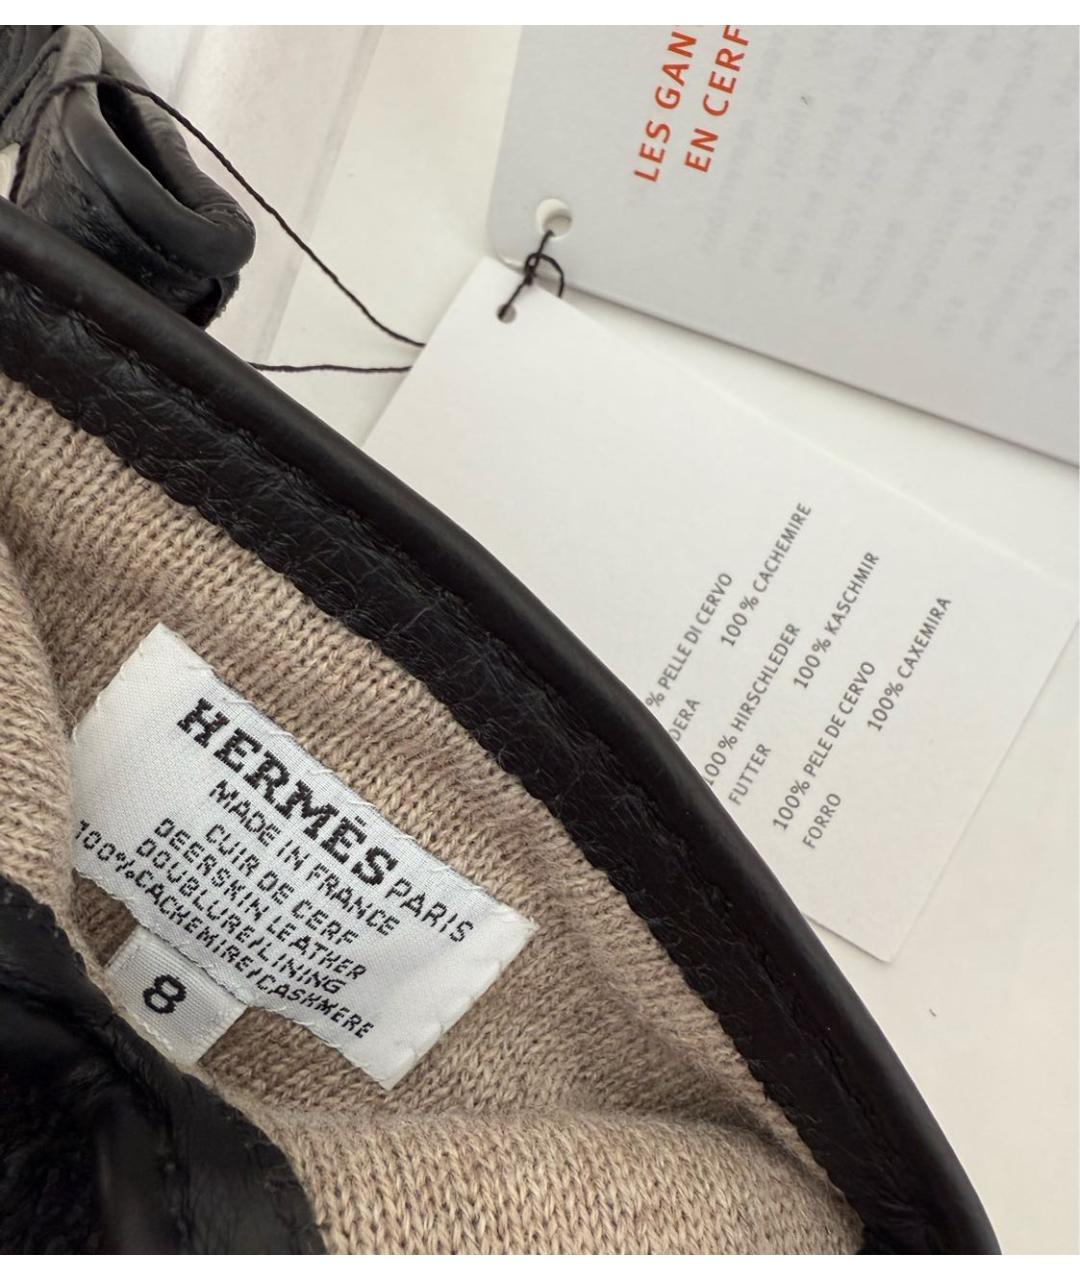 LES GAN
EN CERF
% PELLE DI CERVO
100% CACHEMIRE
DERA
100% HIRSCHLEDER
100% KASCHMIR
FUTTER
100% PELE DE CERVO
100% CAXEMIRA
FORRO
HERMÈS PARIS
MADE IN FRANCE
CUIR DE CERF
DEERSKIN LEATHER
DOUBLURE/LINING
100%CACHEMIRE/CASHMERE
8